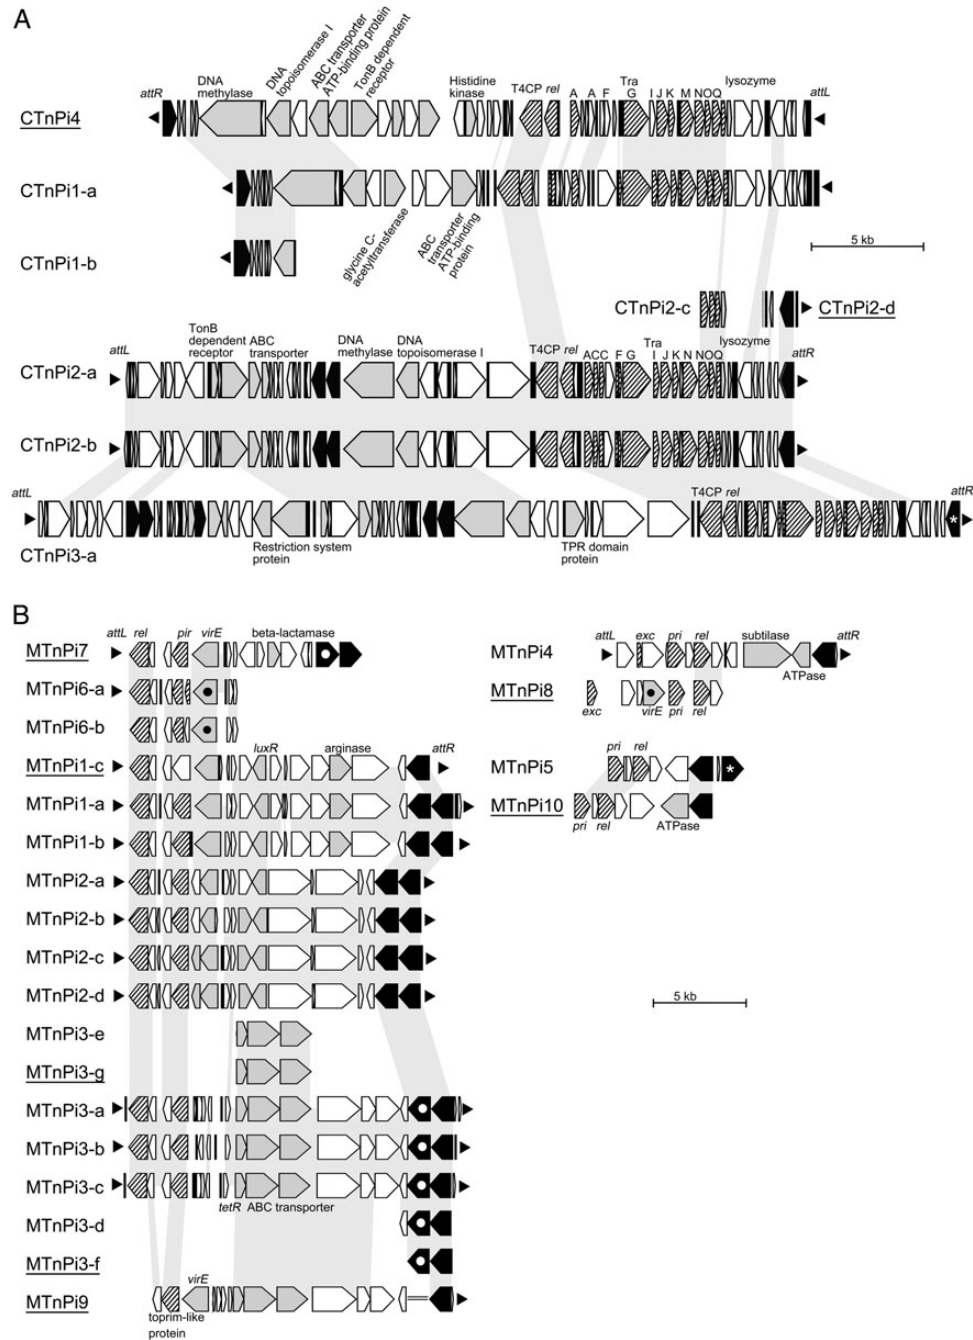 A
DNA methylase
DNA topoisomerase I
ABC transporter ATP-binding protein
TonB dependent receptor
Histidine kinase
T4CP rel
A A F
Tra
G I J K M N O Q
lysozyme
attR
attL
CTnPi4
CTnPi1-a
glycine C-acetyltransferase
ABC transporter ATP-binding protein
5 kb
CTnPi1-b
CTnPi2-c
CTnPi2-d
attL
TonB dependent receptor
ABC transporter
DNA methylase
DNA topoisomerase I
T4CP rel
ACC F G
Tra
I J K N NOQ
lysozyme
attR
CTnPi2-a
CTnPi2-b
attL
T4CP rel
attR
*
CTnPi3-a
Restriction system protein
TPR domain protein
B
attL rel pir virE beta-lactamase
MTnPi7
MTnPi6-a
MTnPi6-b
luxR arginase attR
MTnPi1-c
MTnPi1-a
MTnPi1-b
MTnPi2-a
MTnPi2-b
MTnPi2-c
MTnPi2-d
MTnPi3-e
MTnPi3-g
MTnPi3-a
MTnPi3-b
MTnPi3-c
tetR ABC transporter
MTnPi3-d
MTnPi3-f
virE
MTnPi9
toprim-like
protein
attL exc pri rel subtilase attR
MTnPi4
ATPase
MTnPi8
exc virE pri rel
pri rel
MTnPi5
*
MTnPi10
pri rel ATPase
5 kb